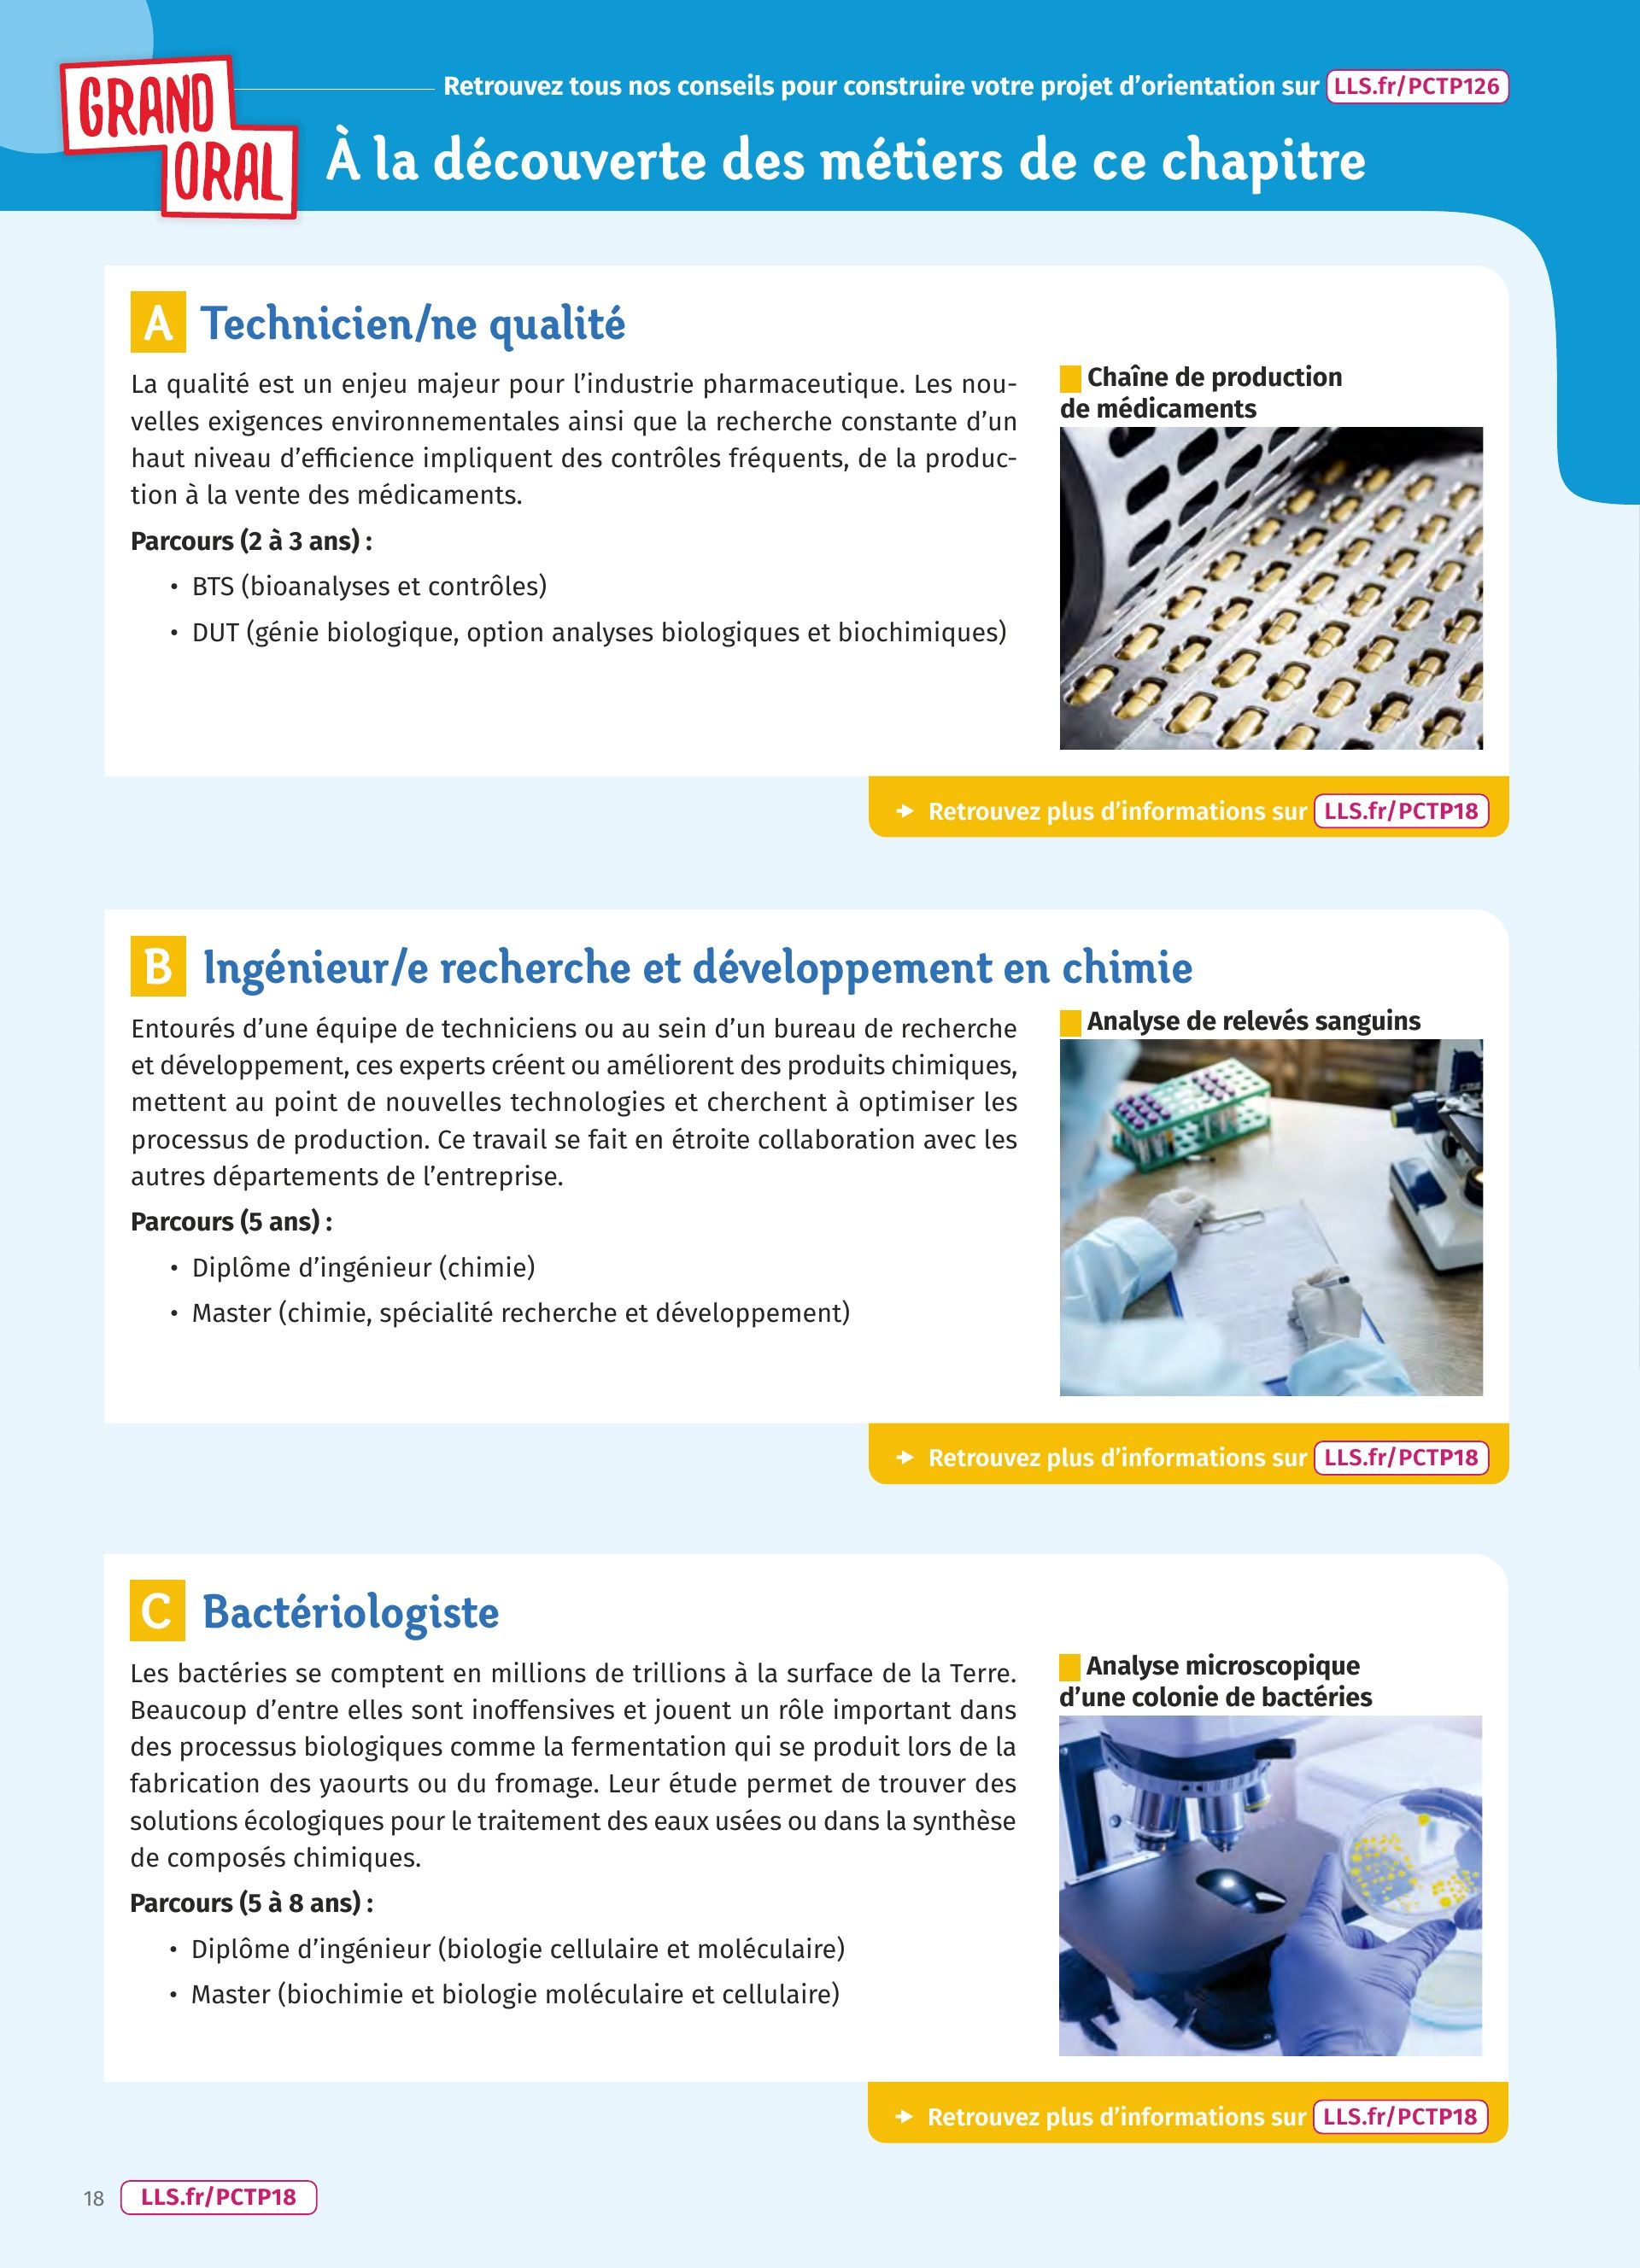 GRAND
ORAL
Retrouvez tous nos conseils pour construire votre projet d'orientation sur LLS.fr/PCTP126
À la découverte des métiers de ce chapitre
A Technicien/ne qualité
La qualité est un enjeu majeur pour l'industrie pharmaceutique. Les nou-
velles exigences environnementales ainsi que la recherche constante d'un
haut niveau d'efficience impliquent des contrôles fréquents, de la produc-
tion à la vente des médicaments.
Parcours (2 à 3 ans) :
• BTS (bioanalyses et contrôles)
• DUT (génie biologique, option analyses biologiques et biochimiques)
Chaîne de production
de médicaments
Retrouvez plus d'informations sur LLS.fr/PCTP18
B Ingénieur/e recherche et développement en chimie
Entourés d'une équipe de techniciens ou au sein d'un bureau de recherche
et développement, ces experts créent ou améliorent des produits chimiques,
mettent au point de nouvelles technologies et cherchent à optimiser les
processus de production. Ce travail se fait en étroite collaboration avec les
autres départements de l'entreprise.
Parcours (5 ans) :
• Diplôme d'ingénieur (chimie)
• Master (chimie, spécialité recherche et développement)
Analyse de relevés sanguins
Retrouvez plus d'informations sur LLS.fr/PCTP18
C Bactériologiste
Les bactéries se comptent en millions de trillions à la surface de la Terre.
Beaucoup d'entre elles sont inoffensives et jouent un rôle important dans
des processus biologiques comme la fermentation qui se produit lors de la
fabrication des yaourts ou du fromage. Leur étude permet de trouver des
solutions écologiques pour le traitement des eaux usées ou dans la synthèse
de composés chimiques.
Parcours (5 à 8 ans) :
• Diplôme d'ingénieur (biologie cellulaire et moléculaire)
• Master (biochimie et biologie moléculaire et cellulaire)
Analyse microscopique
d'une colonie de bactéries
Retrouvez plus d'informations sur LLS.fr/PCTP18
18 LLS.fr/PCTP18